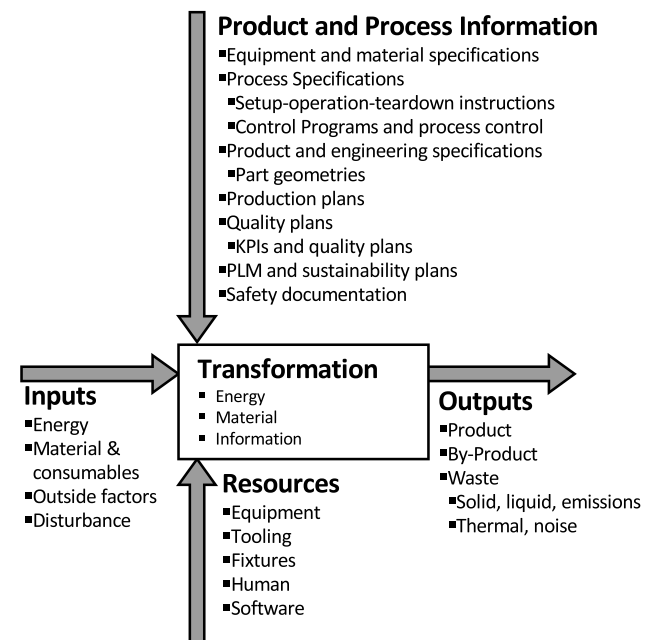 Product and Process Information
▪Equipment and material specifications
▪Process Specifications
▪Setup-operation-teardown instructions
▪Control Programs and process control
▪Product and engineering specifications
▪Part geometries
▪Production plans
▪Quality plans
▪KPIs and quality plans
▪PLM and sustainability plans
▪Safety documentation
Transformation
▪ Energy
▪ Material
▪ Information
Inputs
▪Energy
▪Material &
consumables
▪Outside factors
▪Disturbance
Outputs
▪Product
▪By-Product
▪Waste
▪Solid, liquid, emissions
▪Thermal, noise
Resources
▪Equipment
▪Tooling
▪Fixtures
▪Human
▪Software